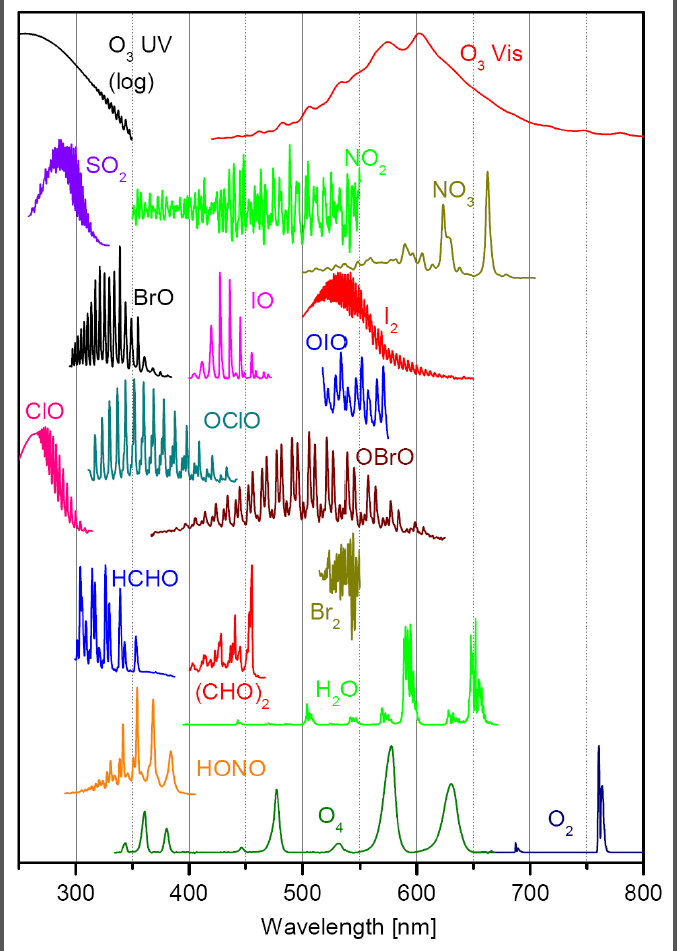 O3 UV
(log)
O3 Vis
SO2
NO2
NO3
BrO
IO
I2
OIO
ClO
OClO
OBrO
HCHO
Br2
(CHO)2
H2O
HONO
O4
O2
300 400 500 600 700 800
Wavelength [nm]